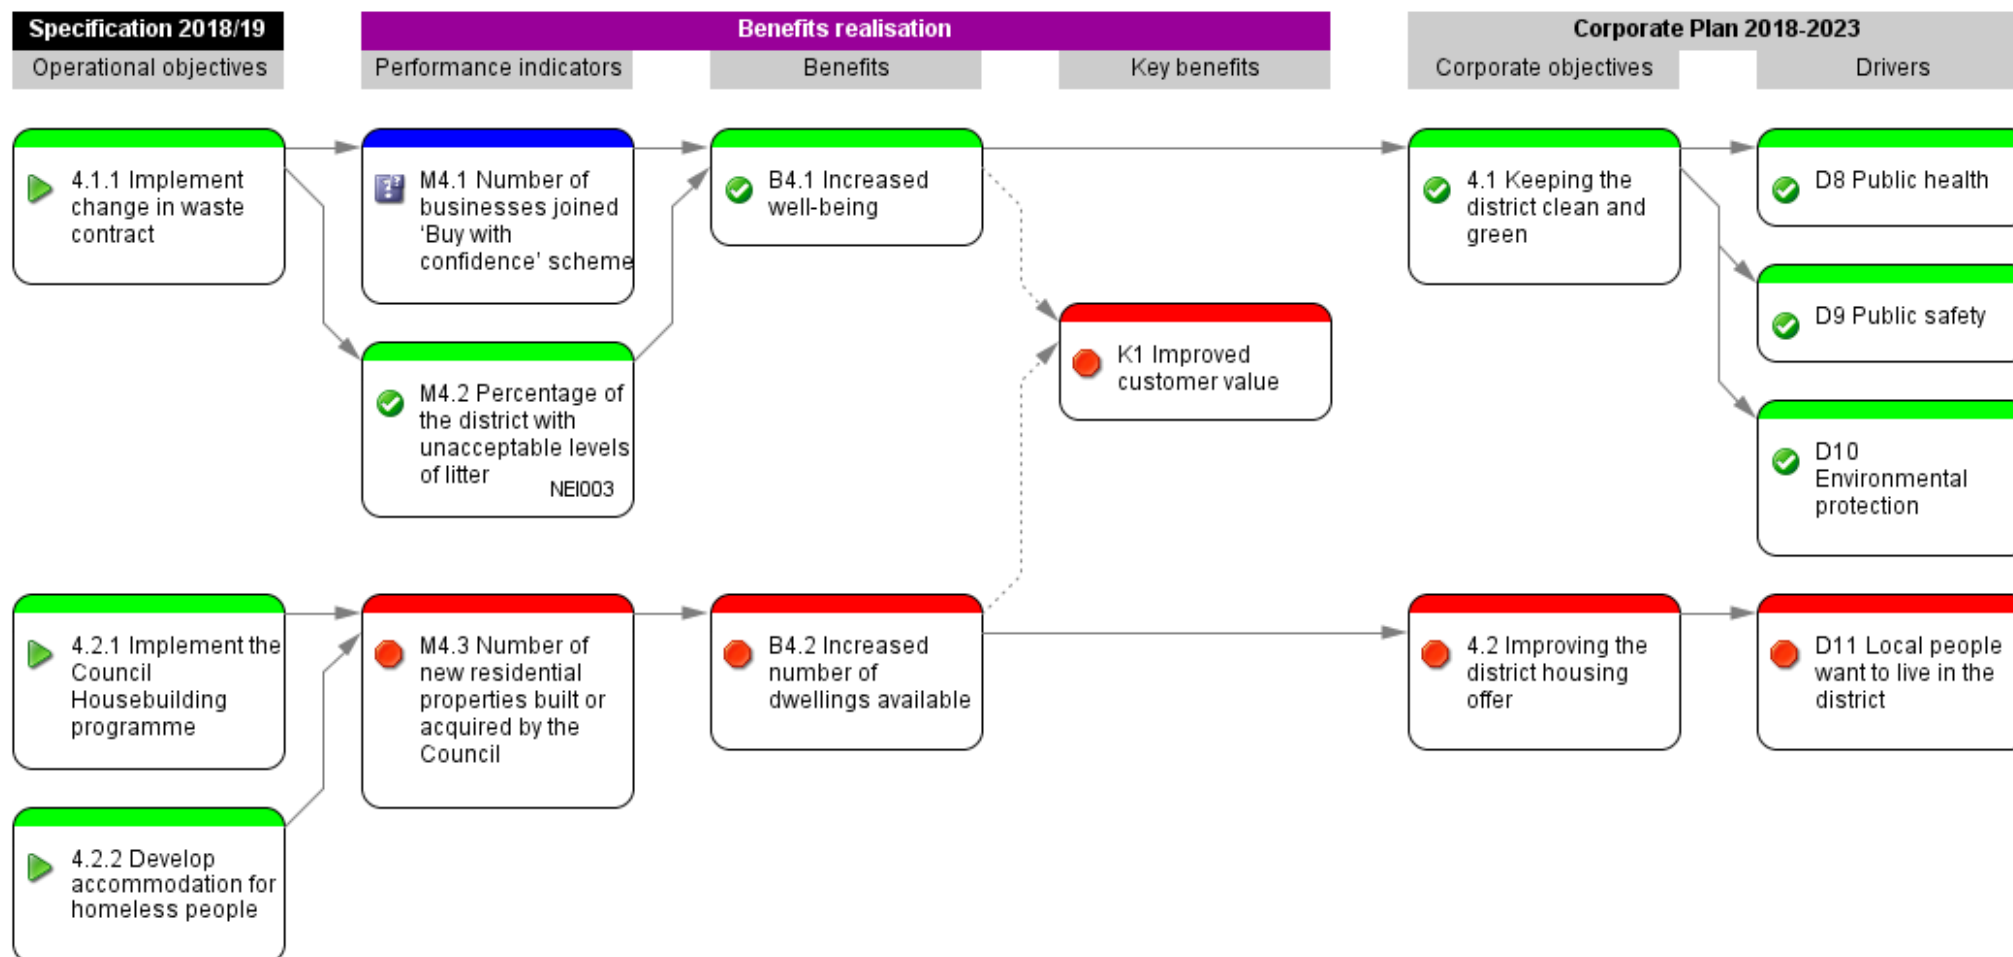 Specification 2018/19
Benefits realisation
Corporate Plan 2018-2023
Operational objectives
Performance indicators
Benefits
Key benefits
Corporate objectives
Drivers
4.1.1 Implement
change in waste
contract
M4.1 Number of
businesses joined
‘Buy with
confidence’ scheme
B4.1 Increased
well-being
4.1 Keeping the
district clean and
green
D8 Public health
D9 Public safety
K1 Improved
customer value
M4.2 Percentage of
the district with
unacceptable levels
of litter
NEI003
D10
Environmental
protection
4.2.1 Implement the
Council
Housebuilding
programme
M4.3 Number of
new residential
properties built or
acquired by the
Council
B4.2 Increased
number of
dwellings available
4.2 Improving the
district housing
offer
D11 Local people
want to live in the
district
4.2.2 Develop
accommodation for
homeless people